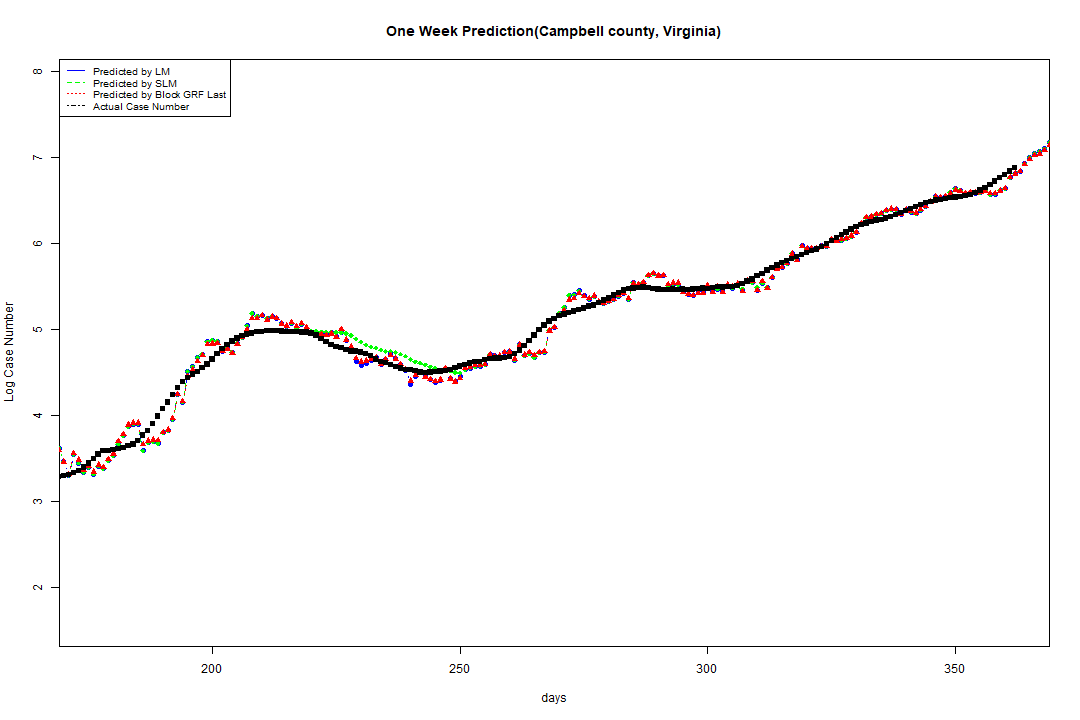 One Week Prediction(Campbell county, Virginia)
Predicted by LM
Predicted by SLM
Predicted by Block GRF Last
Actual Case Number
8
7
6
5
4
3
2
Log Case Number
200 250 300 350
days